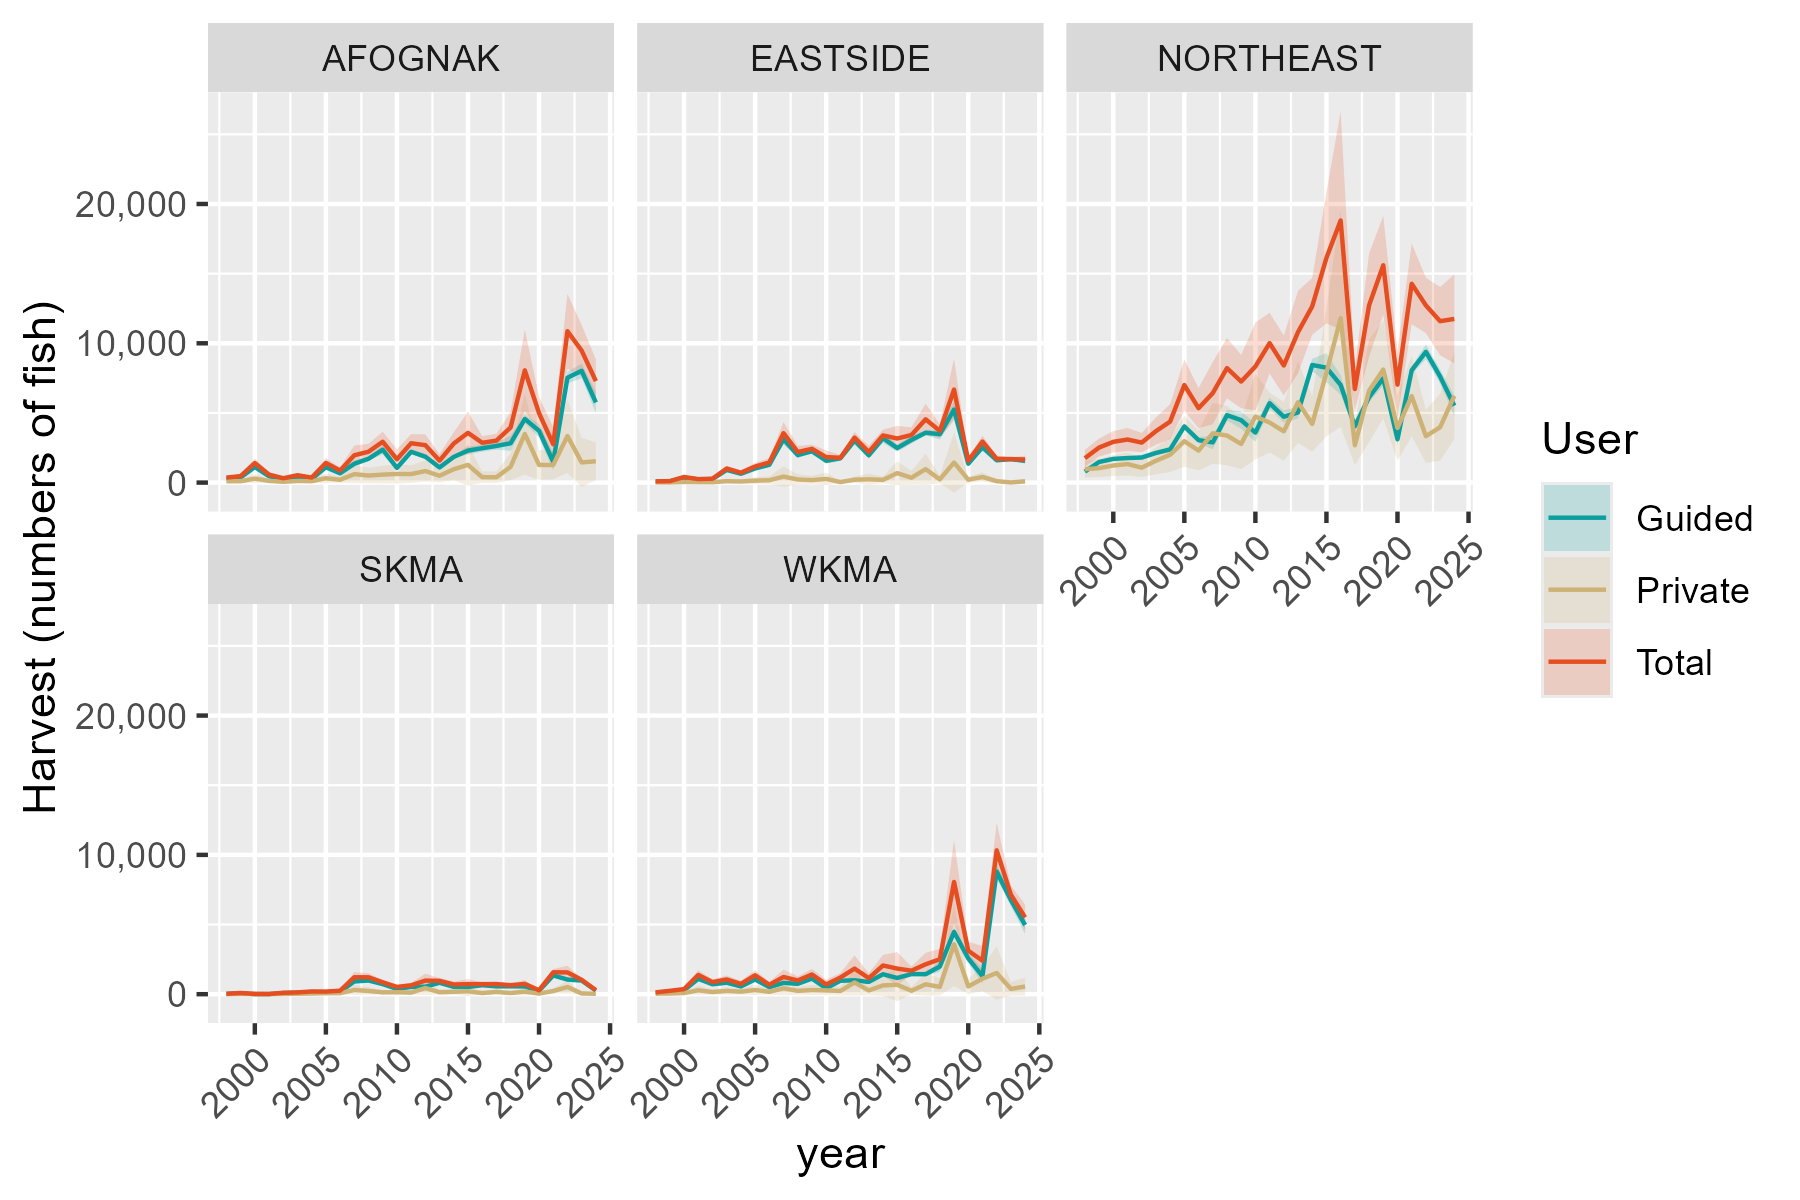 AFOGNAK EASTSIDE NORTHEAST
20,000
10,000
0
2000 2005 2010 2015 2020 2025
SKMA WKMA
20,000
10,000
0
2000 2005 2010 2015 2020 2025 2000 2005 2010 2015 2020 2025
year
Harvest (numbers of fish)
User
Guided
Private
Total